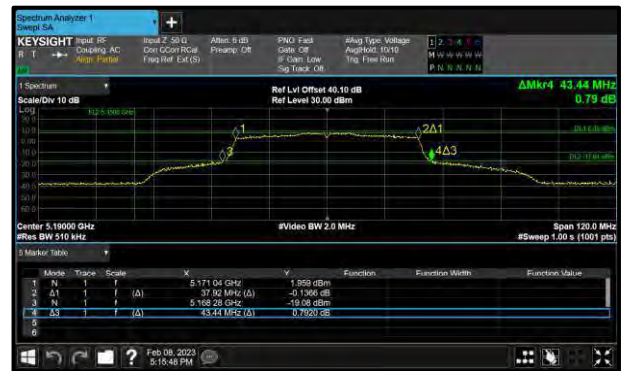 Spectrum Analyzer 1
Swept SA
+
KEYSIGHT Input: RF Input Z: 50 Ω Atten: 6 dB PNO: Fast #Avg Type: Voltage 1 2 3 4 5 6
R T Coupling: AC Corr CCorr RCal Preamp: Off Gate: Off Avg|Hold: 10/10 M W W W W W
Align: Partial Freq Ref: Ext (S) IF Gain: Low Trig: Free Run
Sig Track: Off P N N N N N
1 Spectrum Ref Lvl Offset 40.10 dB ΔMkr4 43.44 MHz
Scale/Div 10 dB Ref Level 30.00 dBm 0.79 dB
Log
1 2Δ1
3 4Δ3
Center 5.19000 GHz #Video BW 2.0 MHz Span 120.0 MHz
#Res BW 510 kHz #Sweep 1.00 s (1001 pts)
5 Marker Table
Mode Trace Scale X Y Function Function Width Function Value
1 N 1 f 5.171 04 GHz 1.959 dBm
2 Δ1 1 f (Δ) 37.92 MHz (Δ) -0.1366 dB
3 N 1 f 5.168 28 GHz -19.08 dBm
4 Δ3 1 f (Δ) 43.44 MHz (Δ) 0.7920 dB
5
6
? Feb 08, 2023
5:15:48 PM